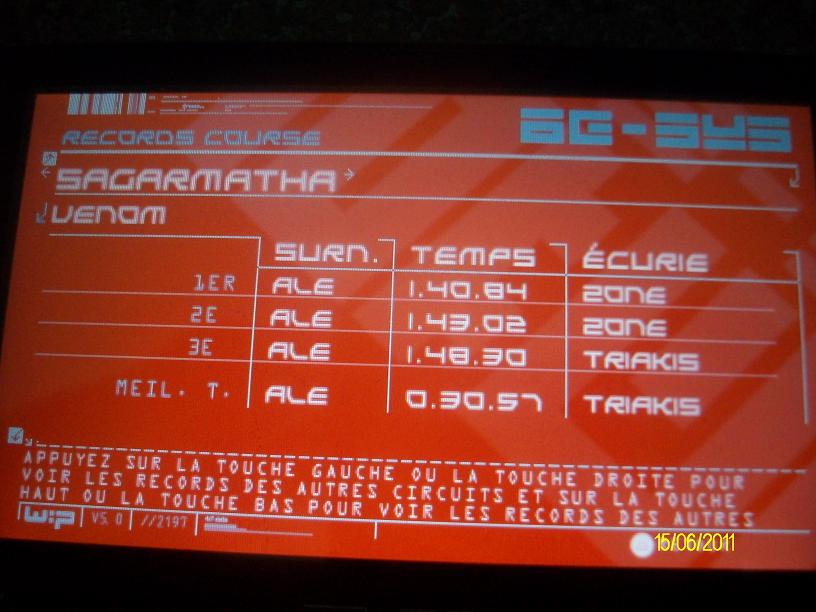 AG-SYS
RECORDS COURSE
SAGARMATHA
VENOM
SURN. TEMPS ÉCURIE
1ER ALE 1.40.84 ZONE
2E ALE 1.43.02 ZONE
3E ALE 1.48.30 TRIAKIS
MEIL. T. ALE 0.30.57 TRIAKIS
APPUYEZ SUR LA TOUCHE GAUCHE OU LA TOUCHE DROITE POUR
VOIR LES RECORDS DES AUTRES CIRCUITS ET SUR LA TOUCHE
HAUT OU LA TOUCHE BAS POUR VOIR LES RECORDS DES AUTRES
V5.0 //2197
15/06/2011